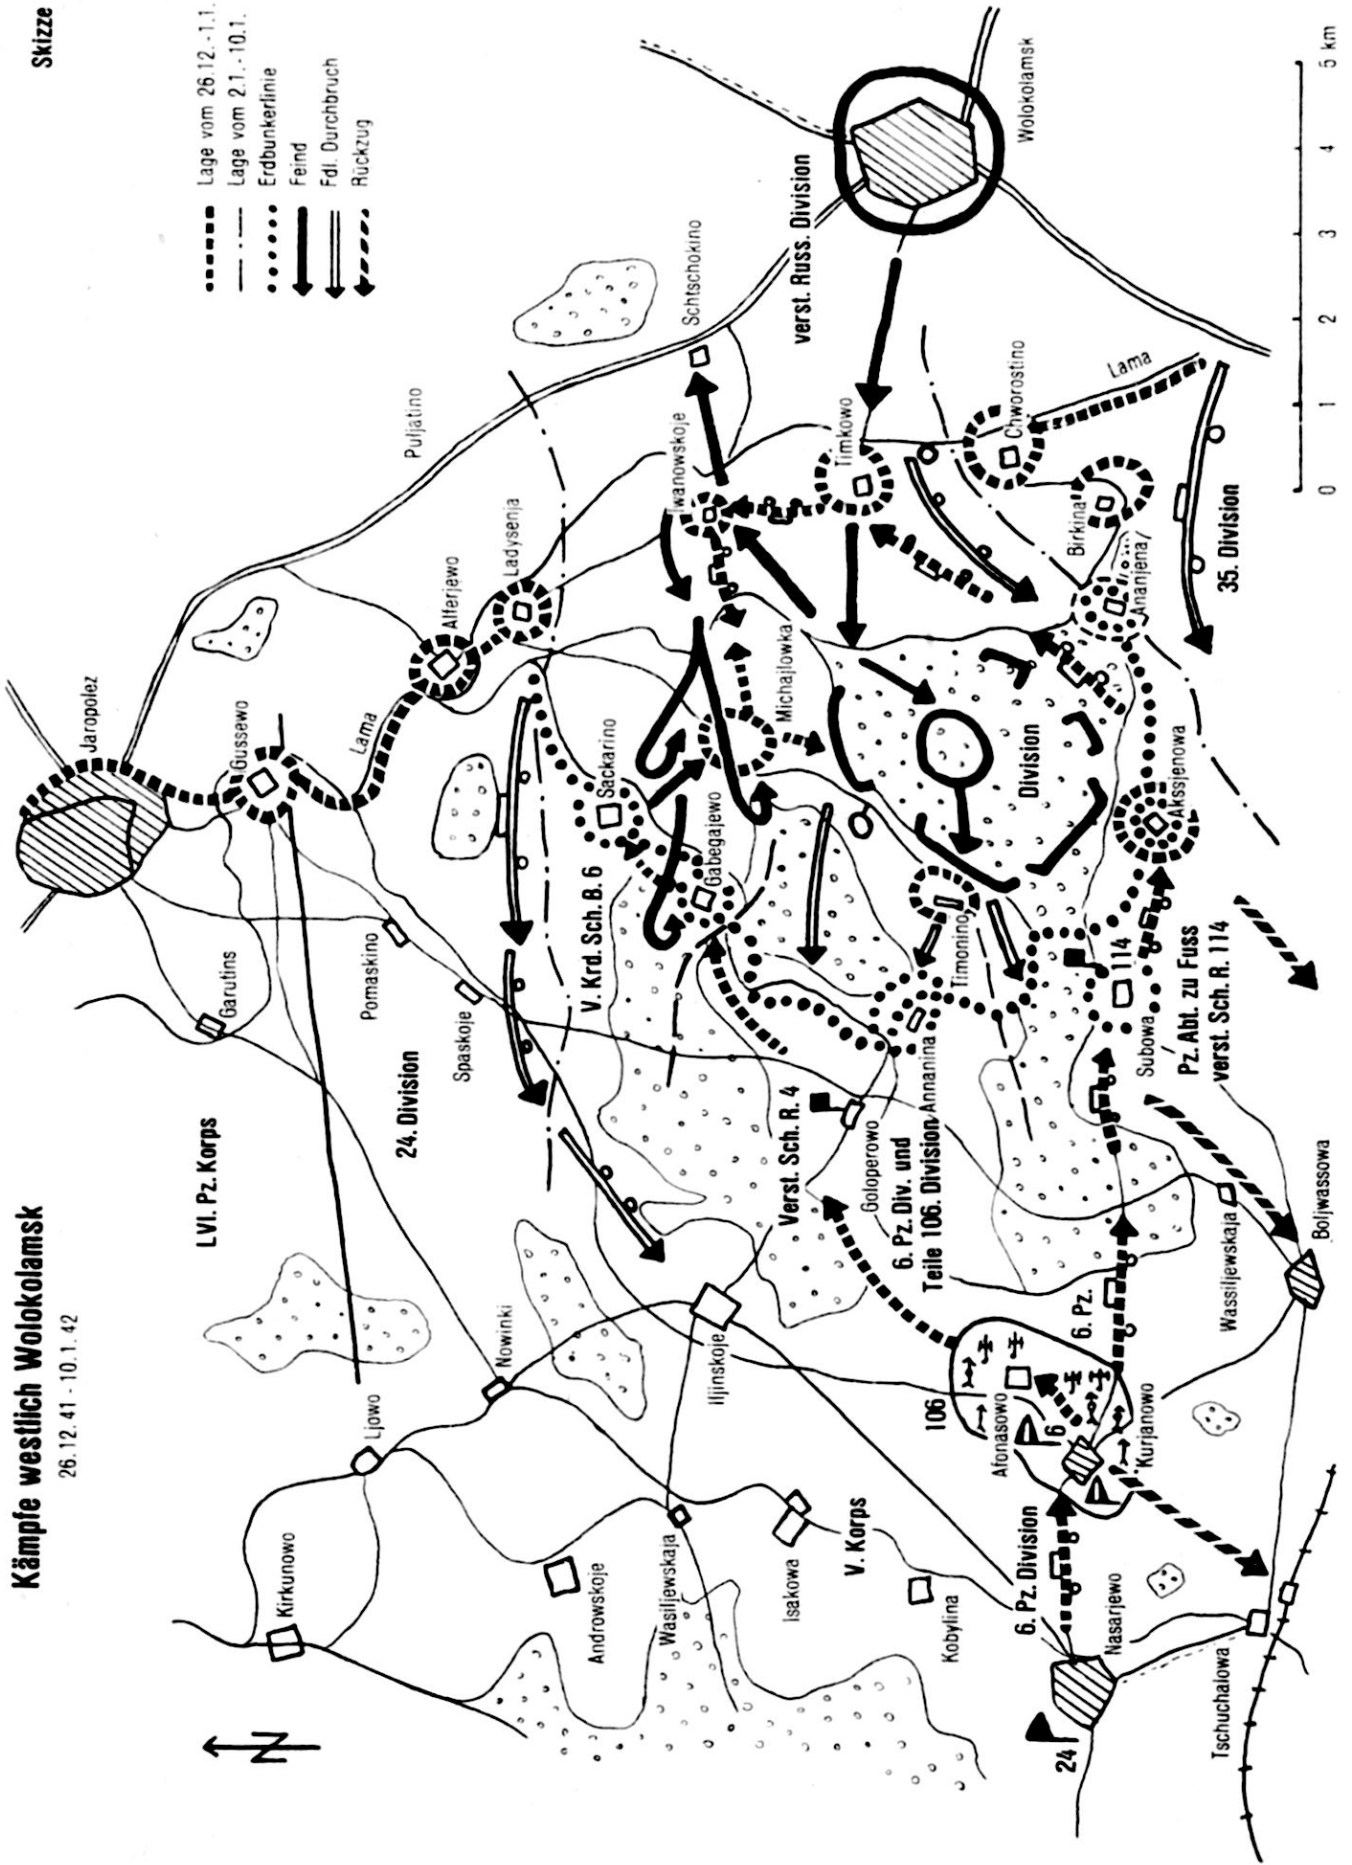 Kämpfe westlich Wolokolamsk
26.12.41 - 10.1.42
Skizze
Lage vom 26.12.-1.1.
Lage vom 2.1.-10.1.
Erdbunkerlinie
Feind
Fdl. Durchbruch
Rückzug
N
Jaropolez
Gussewo
Lama
Alferjewo
Ladysenja
Putjatino
Schtschokino
verst. Russ. Division
Wolokolamsk
Garutins
Pomaskino
Spaskoje
LVI. Pz. Korps
24. Division
Kirkunowo
Ljowo
Nowinki
Androwskoje
Wasiljewskaja
Iljinskoje
Isakowa
V. Korps
Kobylina
V. Krd. Sch. B. 6
Sackarino
Gabegajewo
Michajlowka
Iwanowskoje
Timkowo
Chworostino
Lama
Birkina
Ananjena
35. Division
Division
Akssjenowa
Timonino
Annanina
Verst. Sch. R. 4
Goloperowo
6. Pz. Div. und
Teile 106. Division
114
Subowa
Pz. Abt. zu Fuss
verst. Sch. R. 114
6. Pz.
106
Afonasowo
6
Kurjanowo
6. Pz. Division
Nasarjewo
24
Tschuchalowa
Wassiljewskaja
Boljwassowa
0 1 2 3 4 5 km